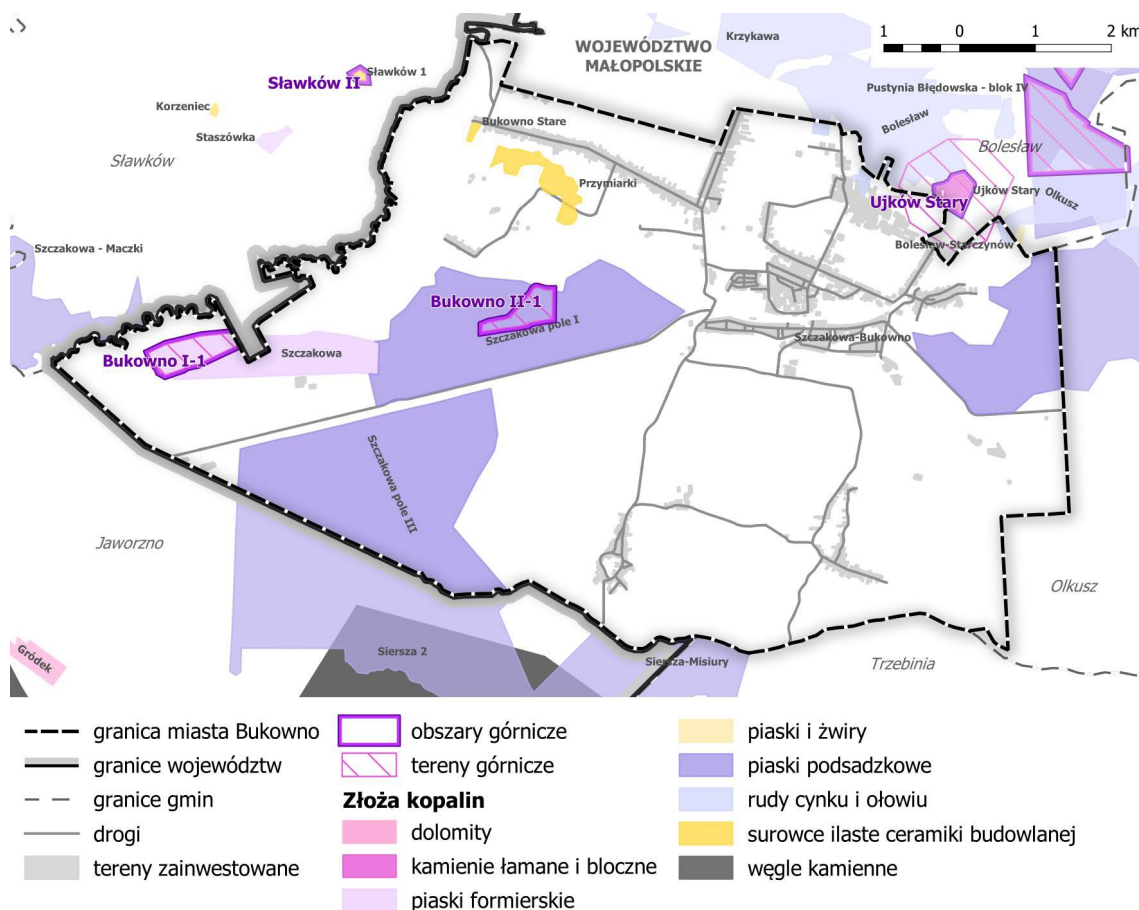 1 0 1 2 km
WOJEWÓDZTWO
MAŁOPOLSKIE
Krzykawa
Sławków 1
Sławków II
Pustynia Błędowska - blok IV
Korzeniec
Staszówka
Bukowno Stare
Bolesław
Bolesław
Sławków
Przymiarki
Ujków Stary
Ujków Stary
Olkusz
Szczakowa - Maczki
Bolesław-Starczynów
Bukowno II-1
Szczakowa pole I
Szczakowa-Bukowno
Bukowno I-1
Szczakowa
Szczakowa pole III
Jaworzno
Olkusz
Gródek
Siersza 2
Siersza-Misiury
Trzebinia
granica miasta Bukowno
granice województw
granice gmin
drogi
tereny zainwestowane
obszary górnicze
tereny górnicze
Złoża kopalin
dolomity
kamienie łamane i bloczne
piaski formierskie
piaski i żwiry
piaski podsadzkowe
rudy cynku i ołowiu
surowce ilaste ceramiki budowlanej
węgle kamienne